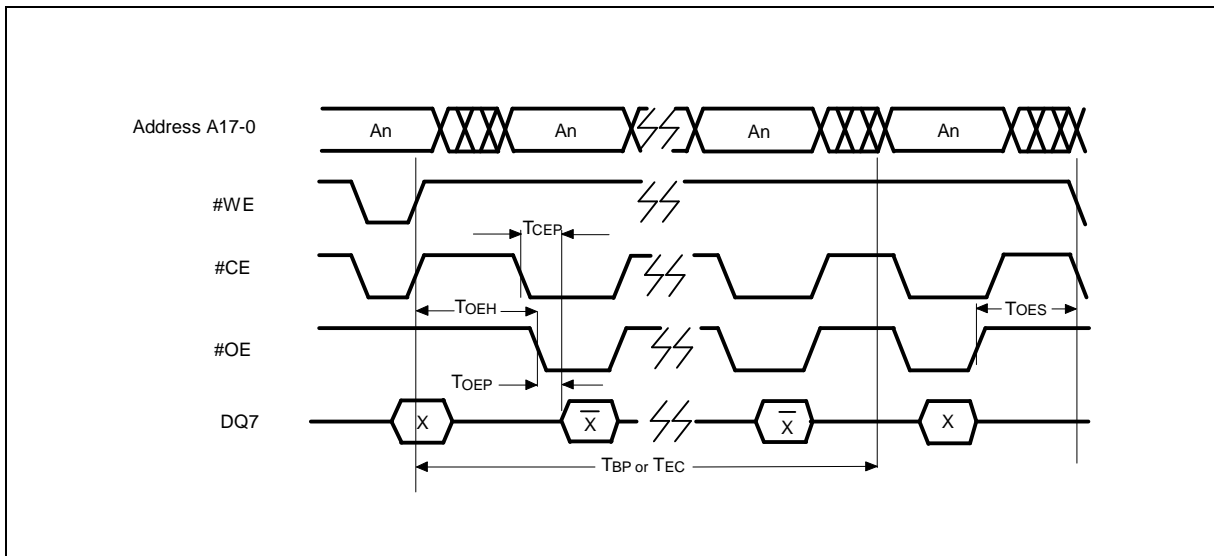 Address A17-0 An An An An
#WE
TCEP
#CE
TOEH TOES
#OE
TOEP
DQ7 X X̅ X̅ X
TBP or TEC